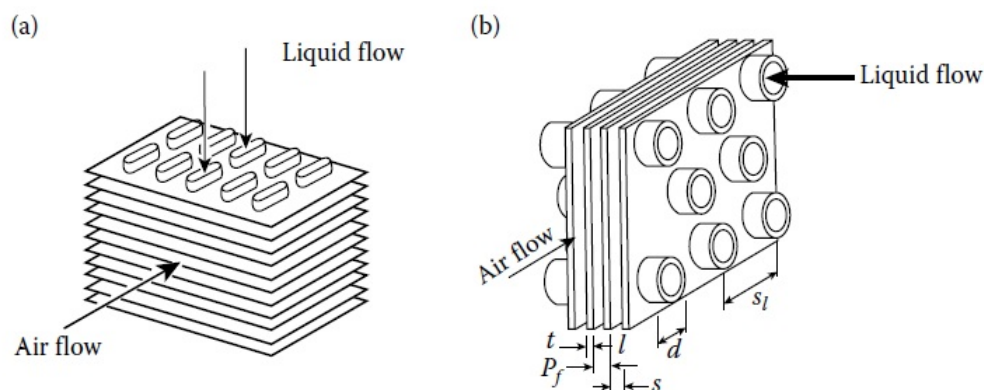 (a)
Liquid flow
Air flow
(b)
Liquid flow
Air flow
s_l
t
l
d
P_f
s